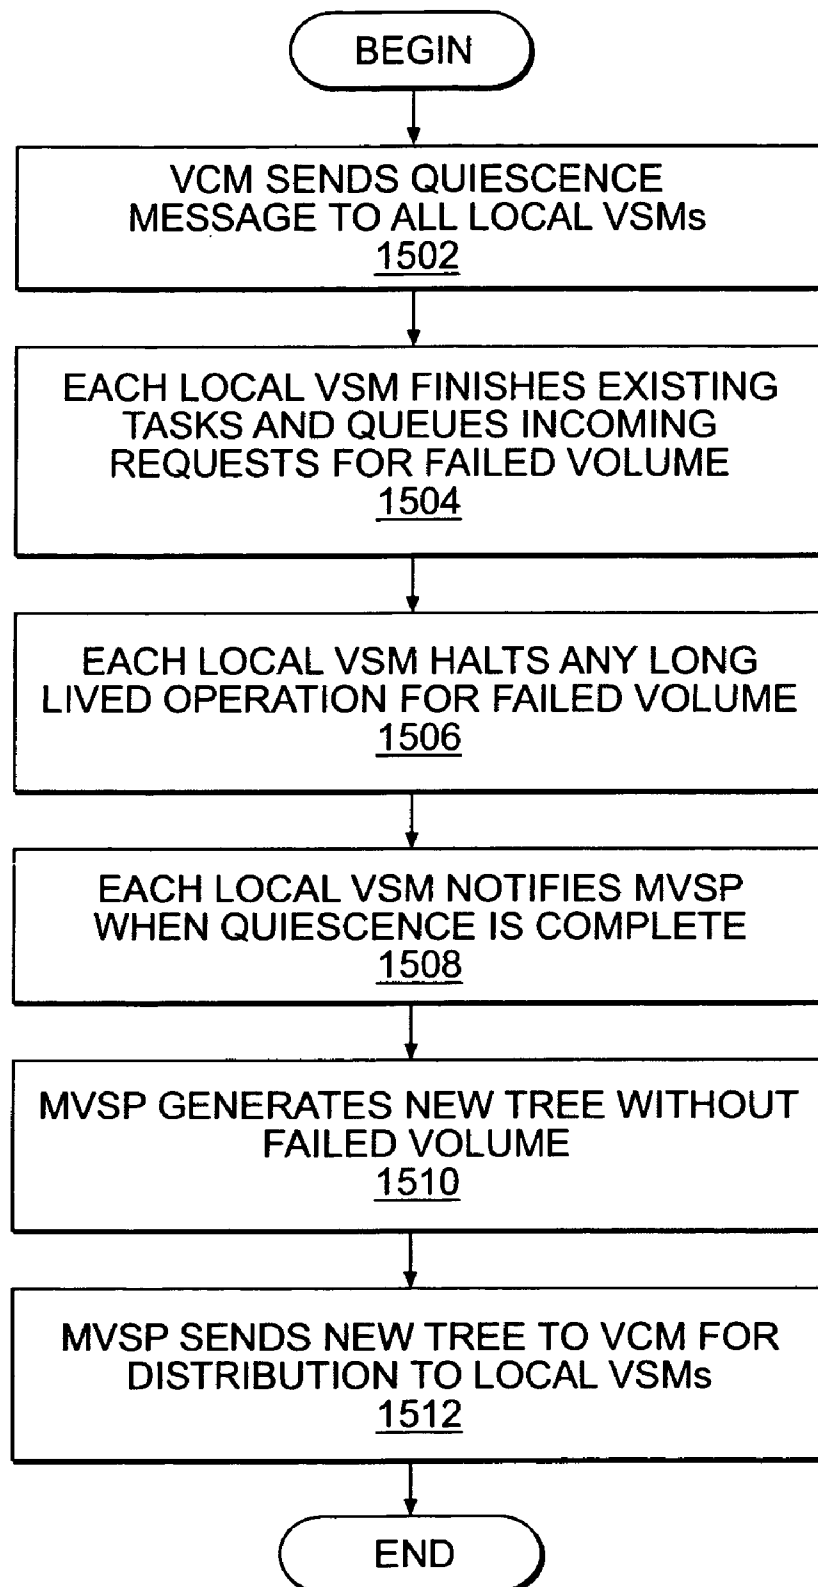 BEGIN
VCM SENDS QUIESCENCE
MESSAGE TO ALL LOCAL VSMs
1502
EACH LOCAL VSM FINISHES EXISTING
TASKS AND QUEUES INCOMING
REQUESTS FOR FAILED VOLUME
1504
EACH LOCAL VSM HALTS ANY LONG
LIVED OPERATION FOR FAILED VOLUME
1506
EACH LOCAL VSM NOTIFIES MVSP
WHEN QUIESCENCE IS COMPLETE
1508
MVSP GENERATES NEW TREE WITHOUT
FAILED VOLUME
1510
MVSP SENDS NEW TREE TO VCM FOR
DISTRIBUTION TO LOCAL VSMs
1512
END